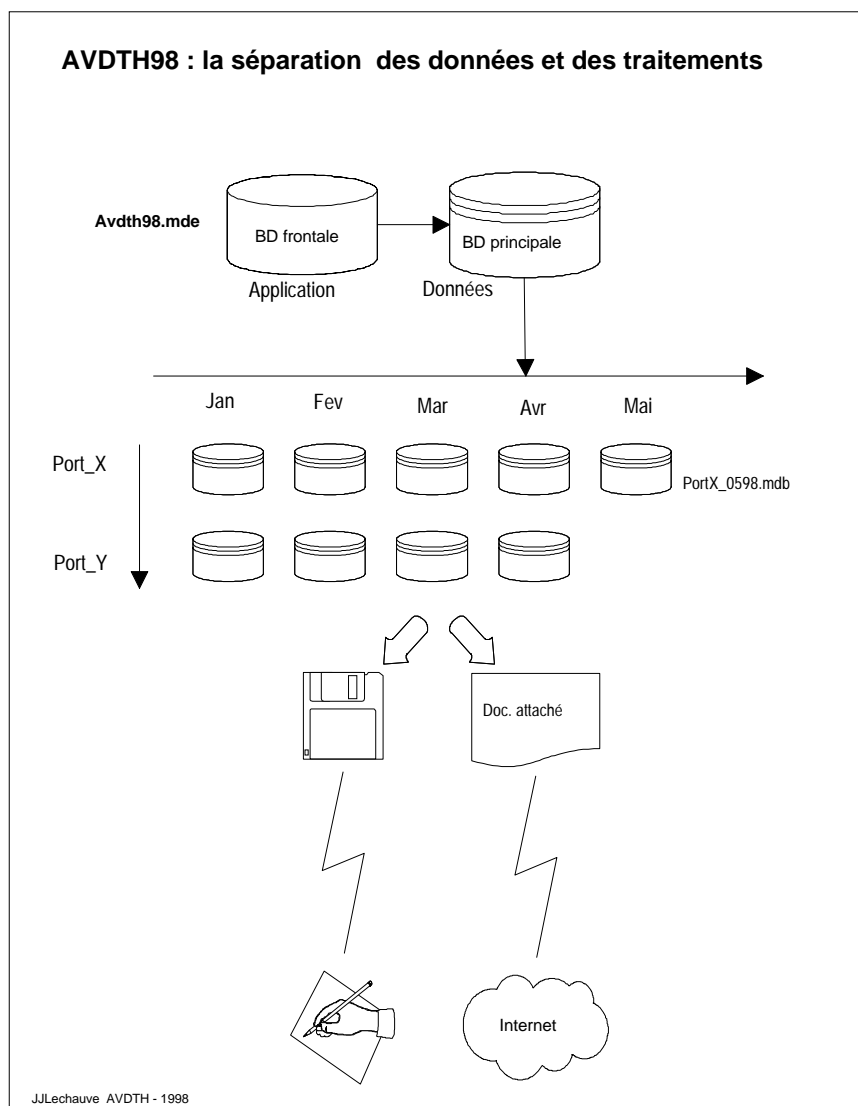 AVDTH98 : la séparation des données et des traitements
Avdth98.mde
BD frontale
BD principale
Application
Données
Jan Fev Mar Avr Mai
Port_X
PortX_0598.mdb
Port_Y
Doc. attaché
Internet
JJLechauve AVDTH - 1998